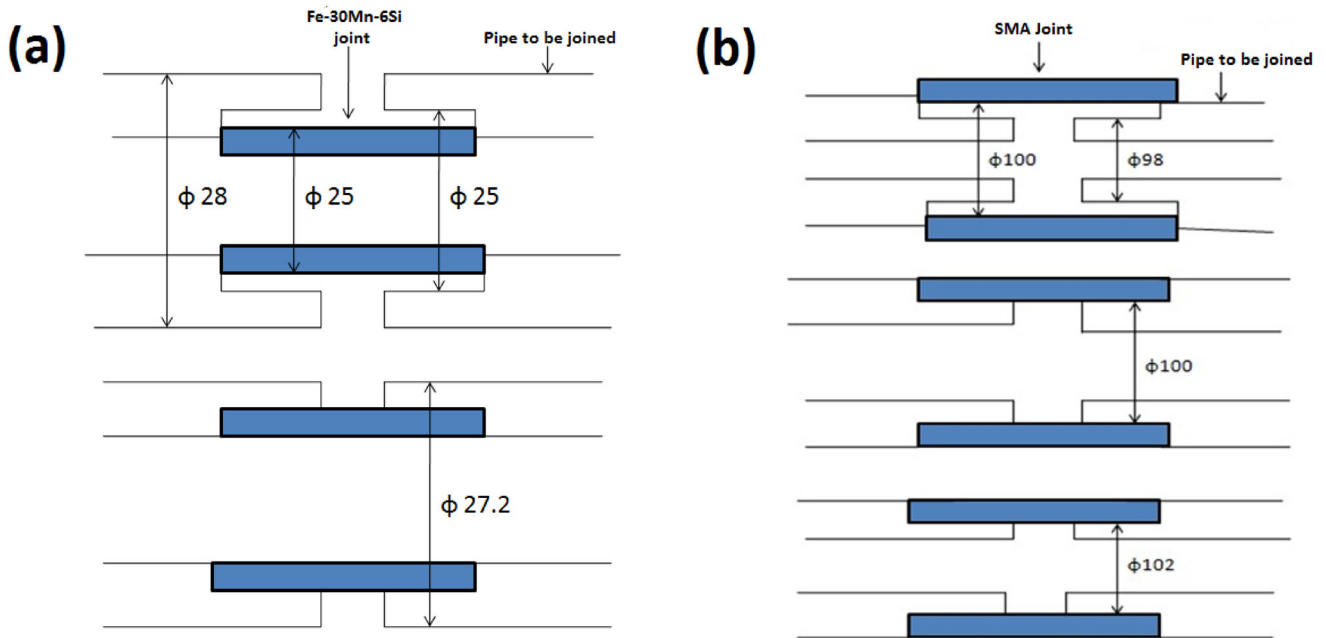 (a)
Fe-30Mn-6Si
joint
Pipe to be joined
ϕ 28
ϕ 25
ϕ 25
ϕ 27.2
(b)
SMA Joint
Pipe to be joined
ϕ100
ϕ98
ϕ100
ϕ102